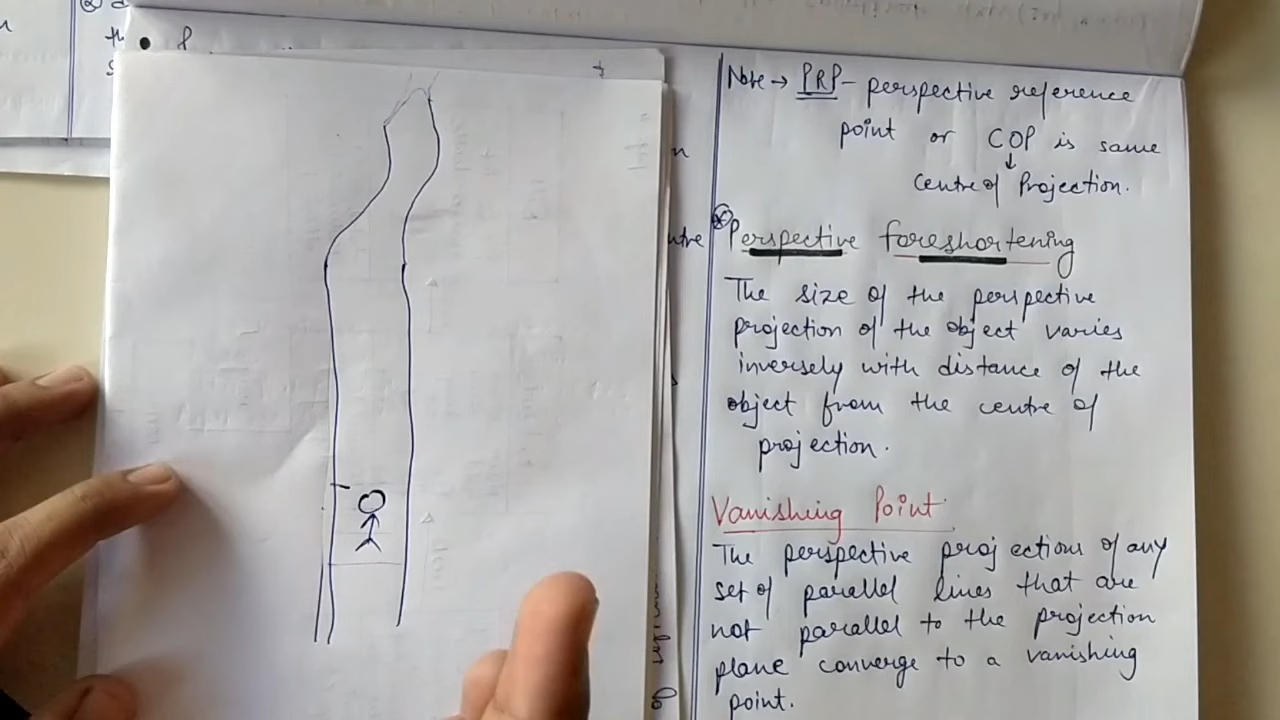 Note → PRP - perspective reference
point or COP is same
↓
Centre of Projection.
Perspective foreshortening
The size of the perspective
projection of the object varies
inversely with distance of the
object from the centre of
projection.
Vanishing Point
The perspective projections of any
set of parallel lines that are
not parallel to the projection
plane converge to a vanishing
point.